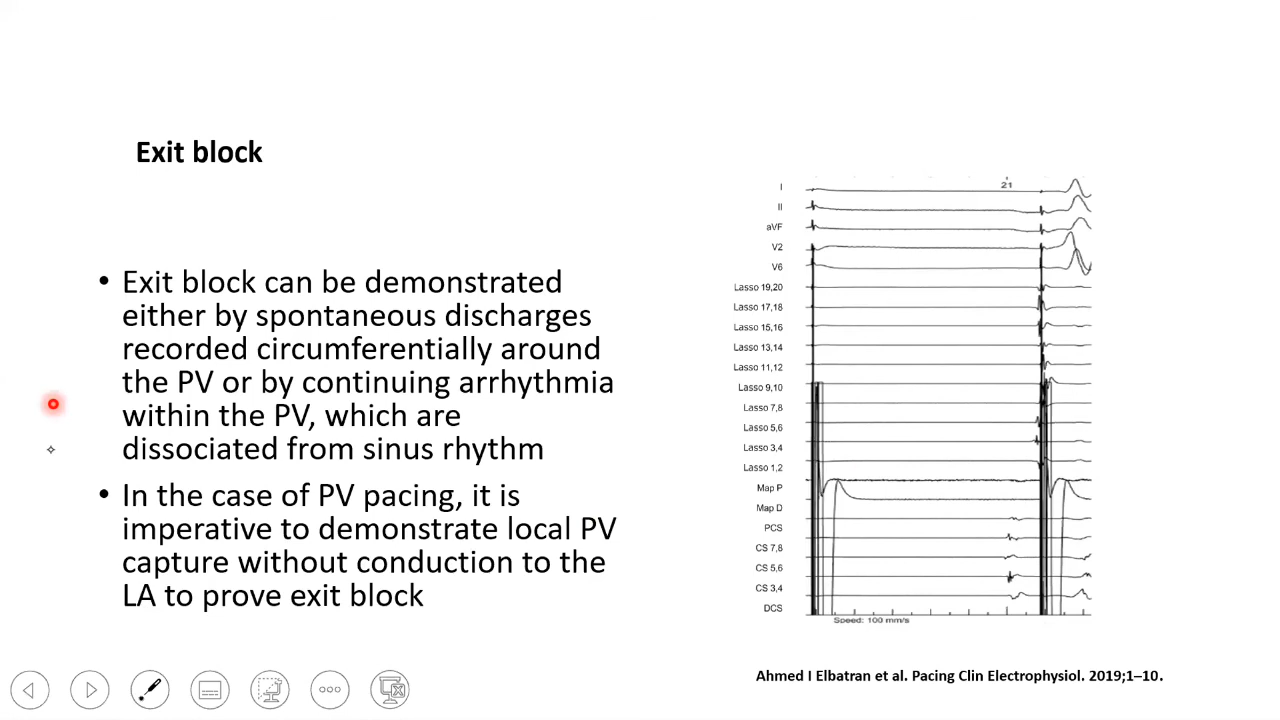 Exit block
• Exit block can be demonstrated
either by spontaneous discharges
recorded circumferentially around
the PV or by continuing arrhythmia
within the PV, which are
dissociated from sinus rhythm
• In the case of PV pacing, it is
imperative to demonstrate local PV
capture without conduction to the
LA to prove exit block
21
I
II
aVF
V2
V6
Lasso 19,20
Lasso 17,18
Lasso 15,16
Lasso 13,14
Lasso 11,12
Lasso 9,10
Lasso 7,8
Lasso 5,6
Lasso 3,4
Lasso 1,2
Map P
Map D
PCS
CS 7,8
CS 5,6
CS 3,4
DCS
Speed: 100 mm/s
Ahmed I Elbatran et al. Pacing Clin Electrophysiol. 2019;1–10.